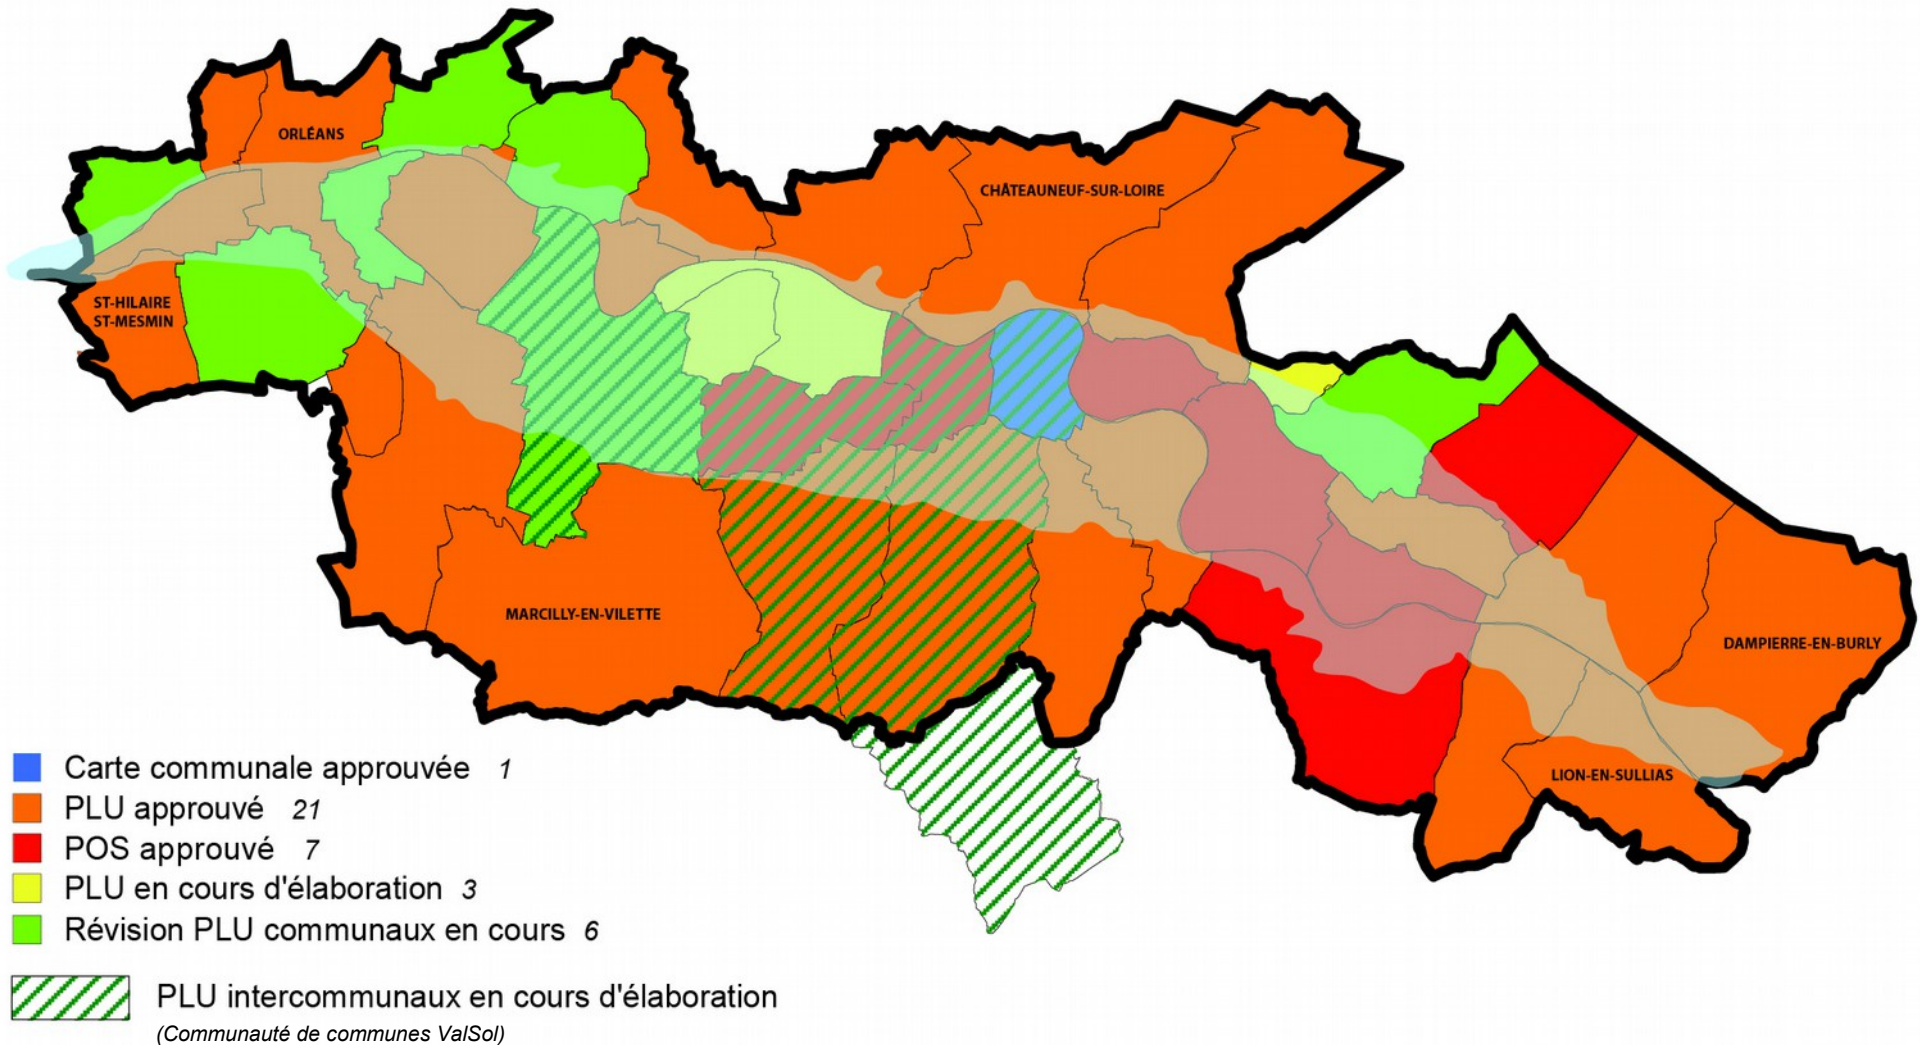 ORLÉANS
CHÂTEAUNEUF-SUR-LOIRE
ST-HILAIRE
ST-MESMIN
MARCILLY-EN-VILETTE
DAMPIERRE-EN-BURLY
LION-EN-SULLIAS
Carte communale approuvée 1
PLU approuvé 21
POS approuvé 7
PLU en cours d'élaboration 3
Révision PLU communaux en cours 6
PLU intercommunaux en cours d'élaboration
(Communauté de communes ValSol)